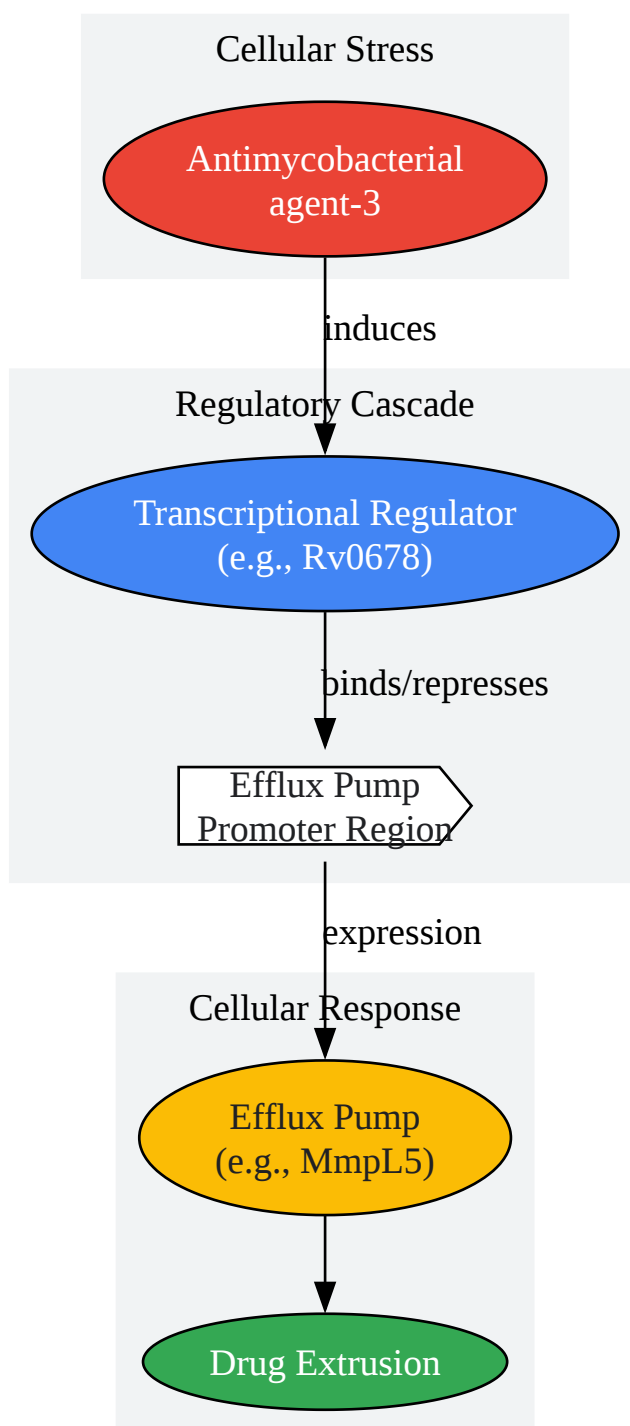 Cellular Stress
Antimycobacterial
agent-3
induces
Regulatory Cascade
Transcriptional Regulator
(e.g., Rv0678)
binds/represses
Efflux Pump
Promoter Region
expression
Cellular Response
Efflux Pump
(e.g., MmpL5)
Drug Extrusion